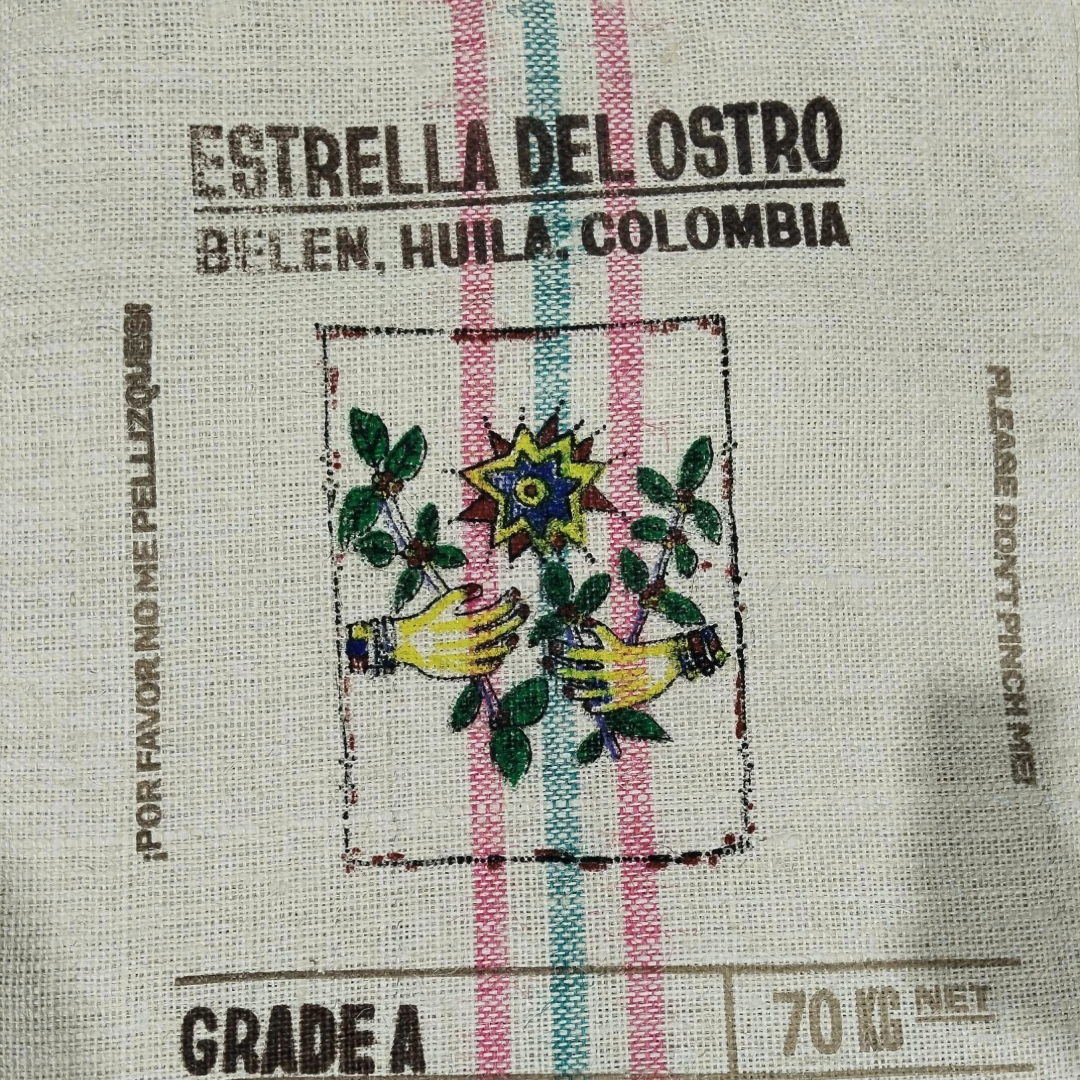 ESTRELLA DEL OSTRO
BELEN, HUILA, COLOMBIA
¡POR FAVOR NO ME PELLIZQUES!
PLEASE DON'T PINCH ME!
GRADE A
70 KG NET